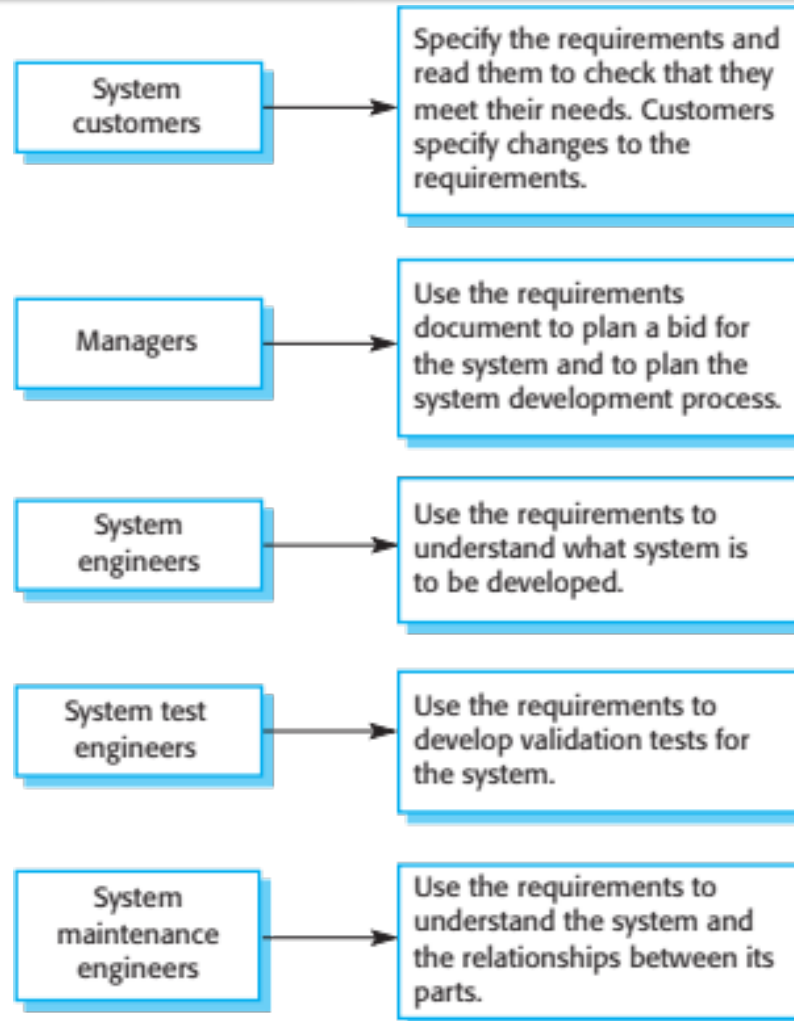 System
customers
Specify the requirements and
read them to check that they
meet their needs. Customers
specify changes to the
requirements.
Managers
Use the requirements
document to plan a bid for
the system and to plan the
system development process.
System
engineers
Use the requirements to
understand what system is
to be developed.
System test
engineers
Use the requirements to
develop validation tests for
the system.
System
maintenance
engineers
Use the requirements to
understand the system and
the relationships between its
parts.